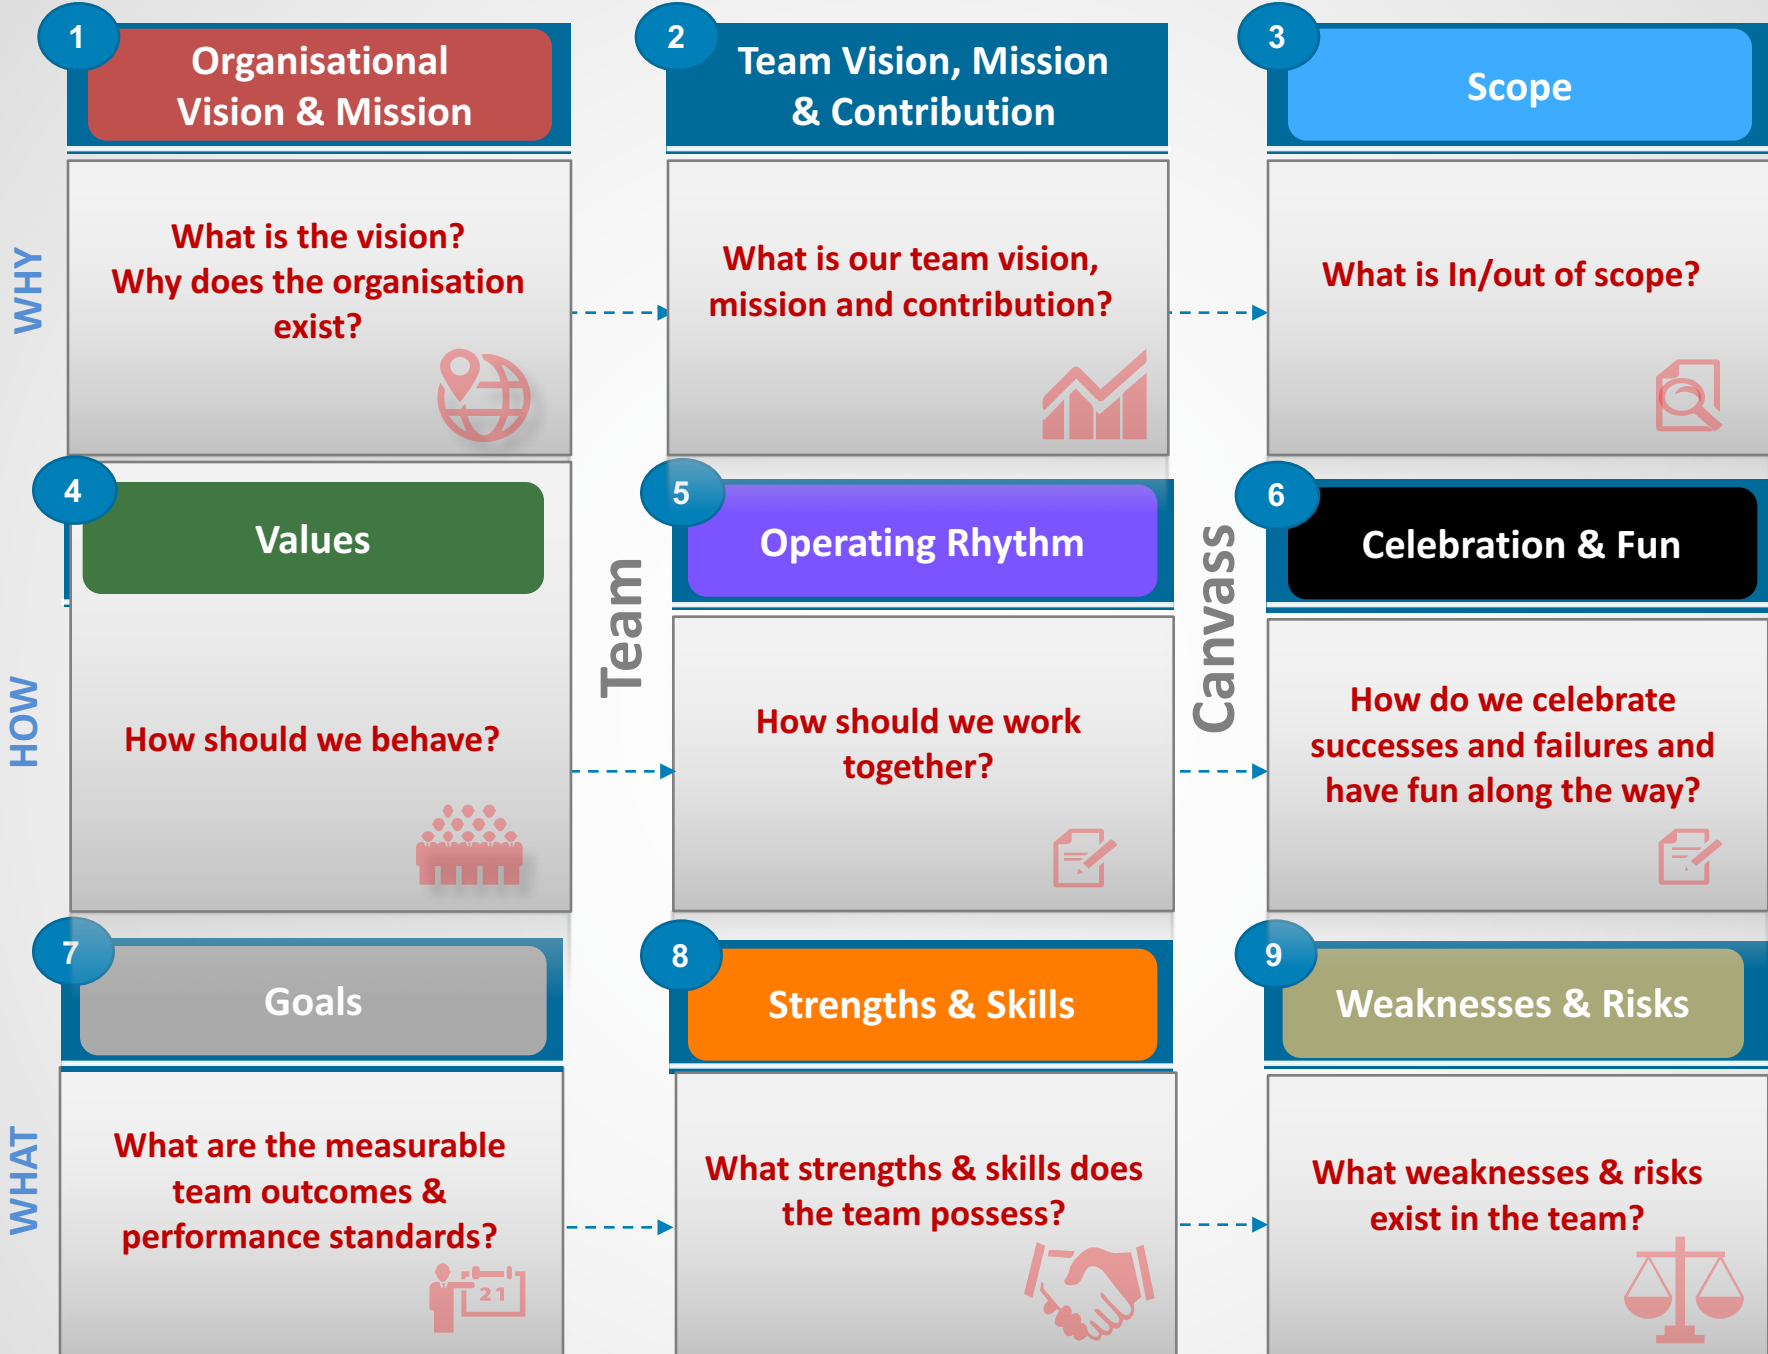 1
Organisational
Vision & Mission
2
Team Vision, Mission
& Contribution
3
Scope
WHY
What is the vision?
Why does the organisation
exist?
What is our team vision,
mission and contribution?
What is In/out of scope?
4
Values
5
Operating Rhythm
6
Celebration & Fun
HOW
How should we behave?
Team
How should we work
together?
Canvass
How do we celebrate
successes and failures and
have fun along the way?
7
Goals
8
Strengths & Skills
9
Weaknesses & Risks
WHAT
What are the measurable
team outcomes &
performance standards?
21
What strengths & skills does
the team possess?
What weaknesses & risks
exist in the team?